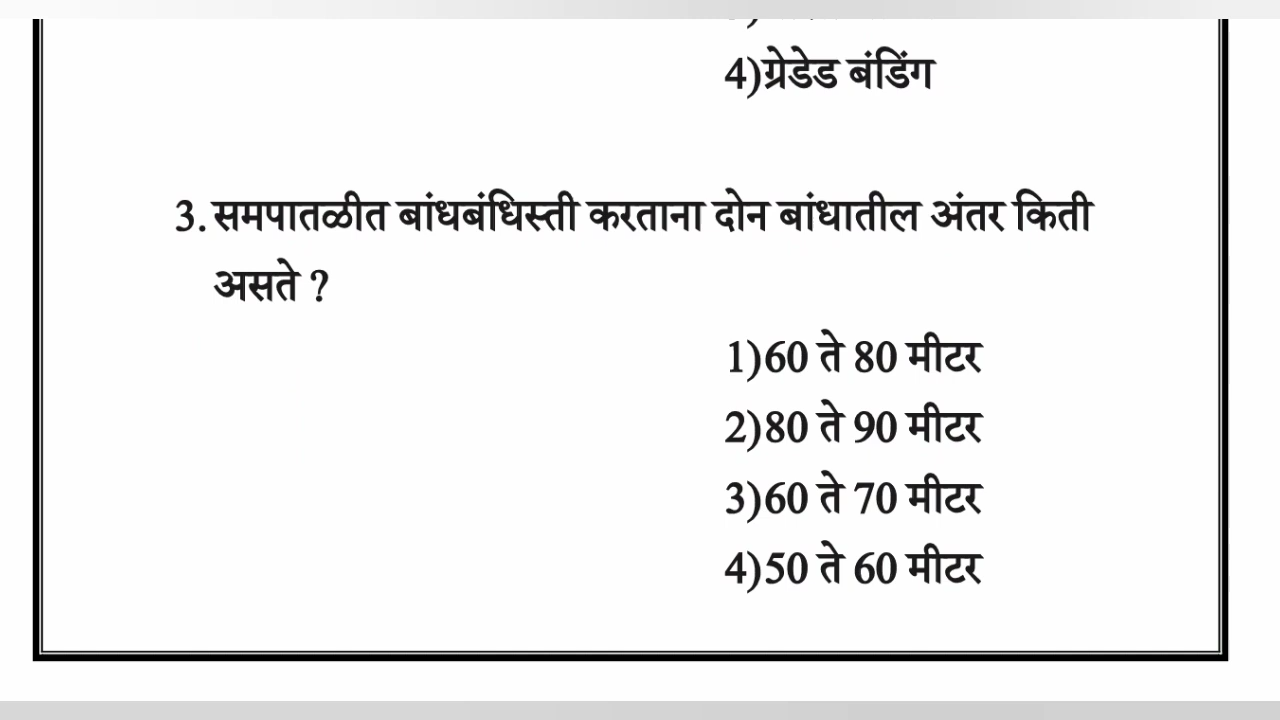 4)ग्रेडेड बंडिंग
3. समपातळीत बांधबंधिस्ती करताना दोन बांधातील अंतर किती
असते ?
1)60 ते 80 मीटर
2)80 ते 90 मीटर
3)60 ते 70 मीटर
4)50 ते 60 मीटर